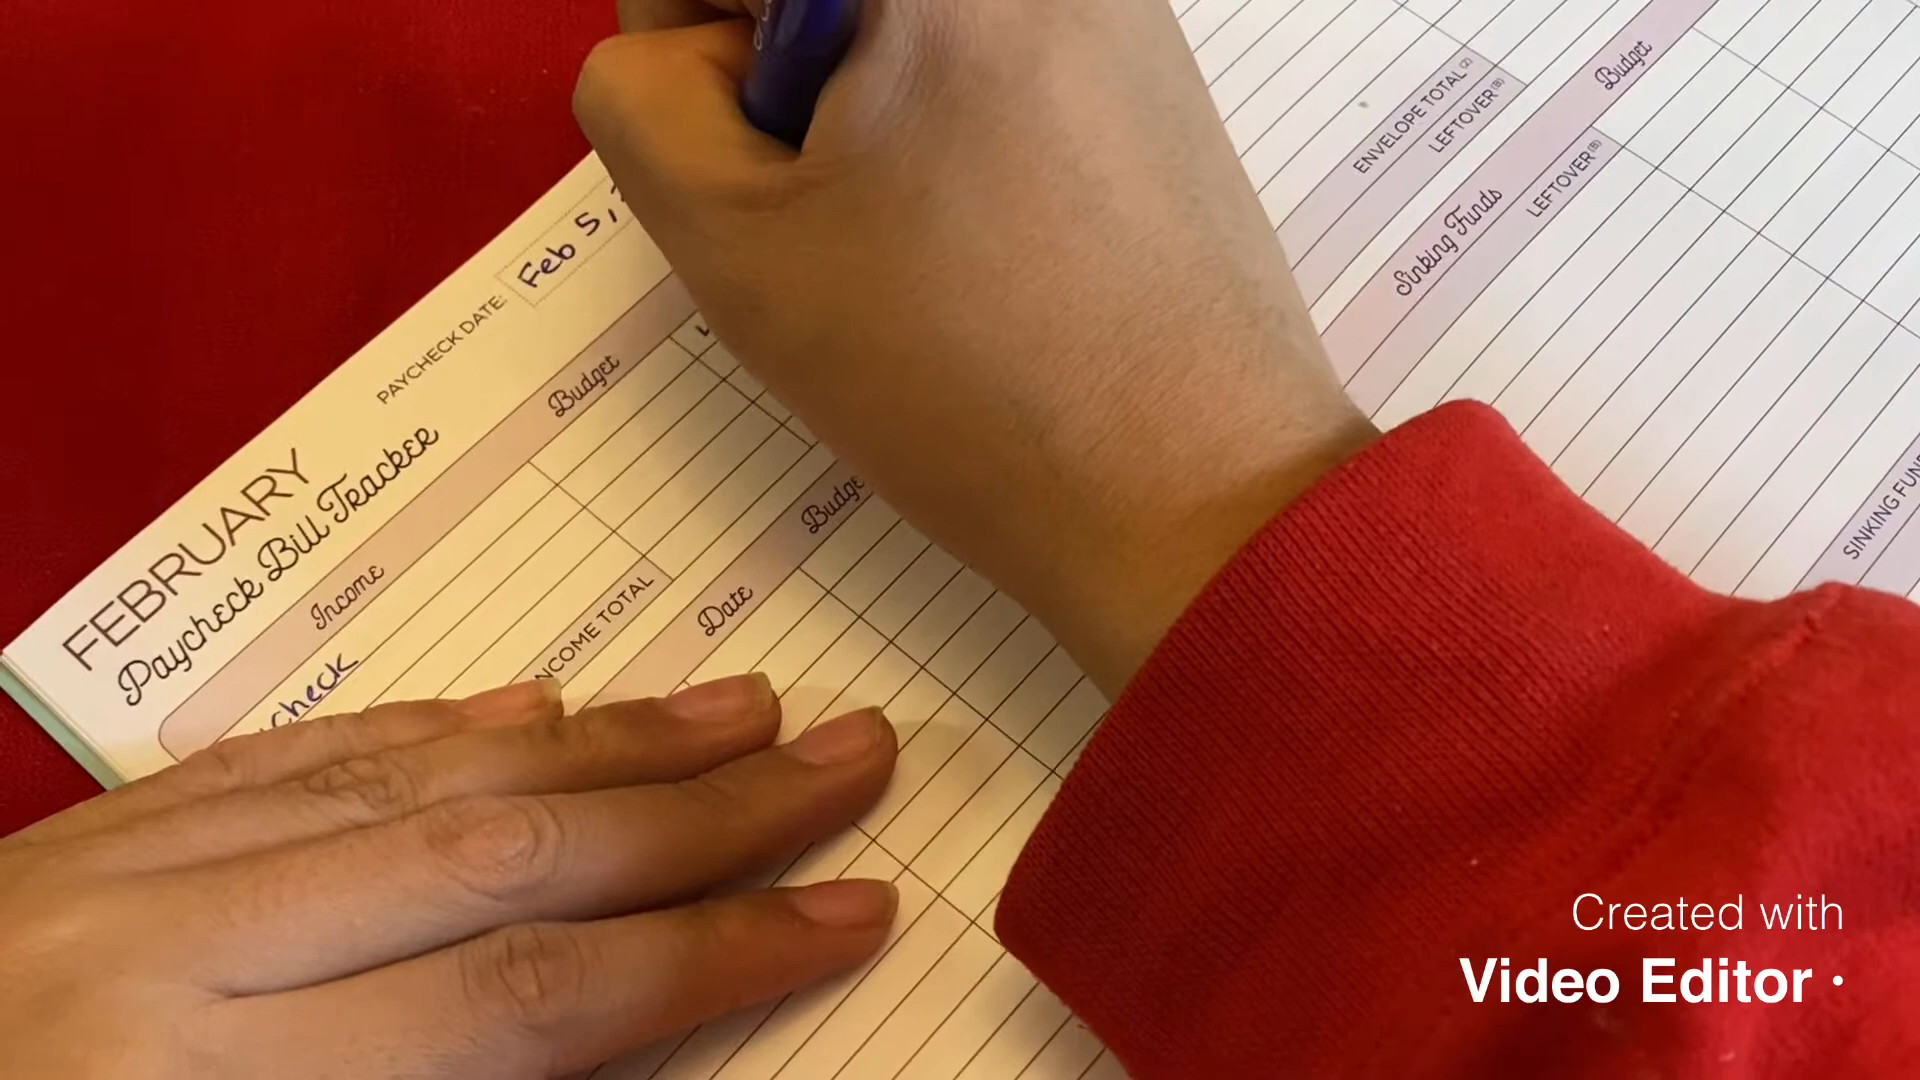 FEBRUARY
Paycheck Bill Tracker
PAYCHECK DATE:
Feb 5,
Income
Budget
check
INCOME TOTAL
Date
Budget
ENVELOPE TOTAL (2)
LEFTOVER (B)
Sinking Funds
Budget
LEFTOVER (B)
SINKING
Created with
Video Editor •